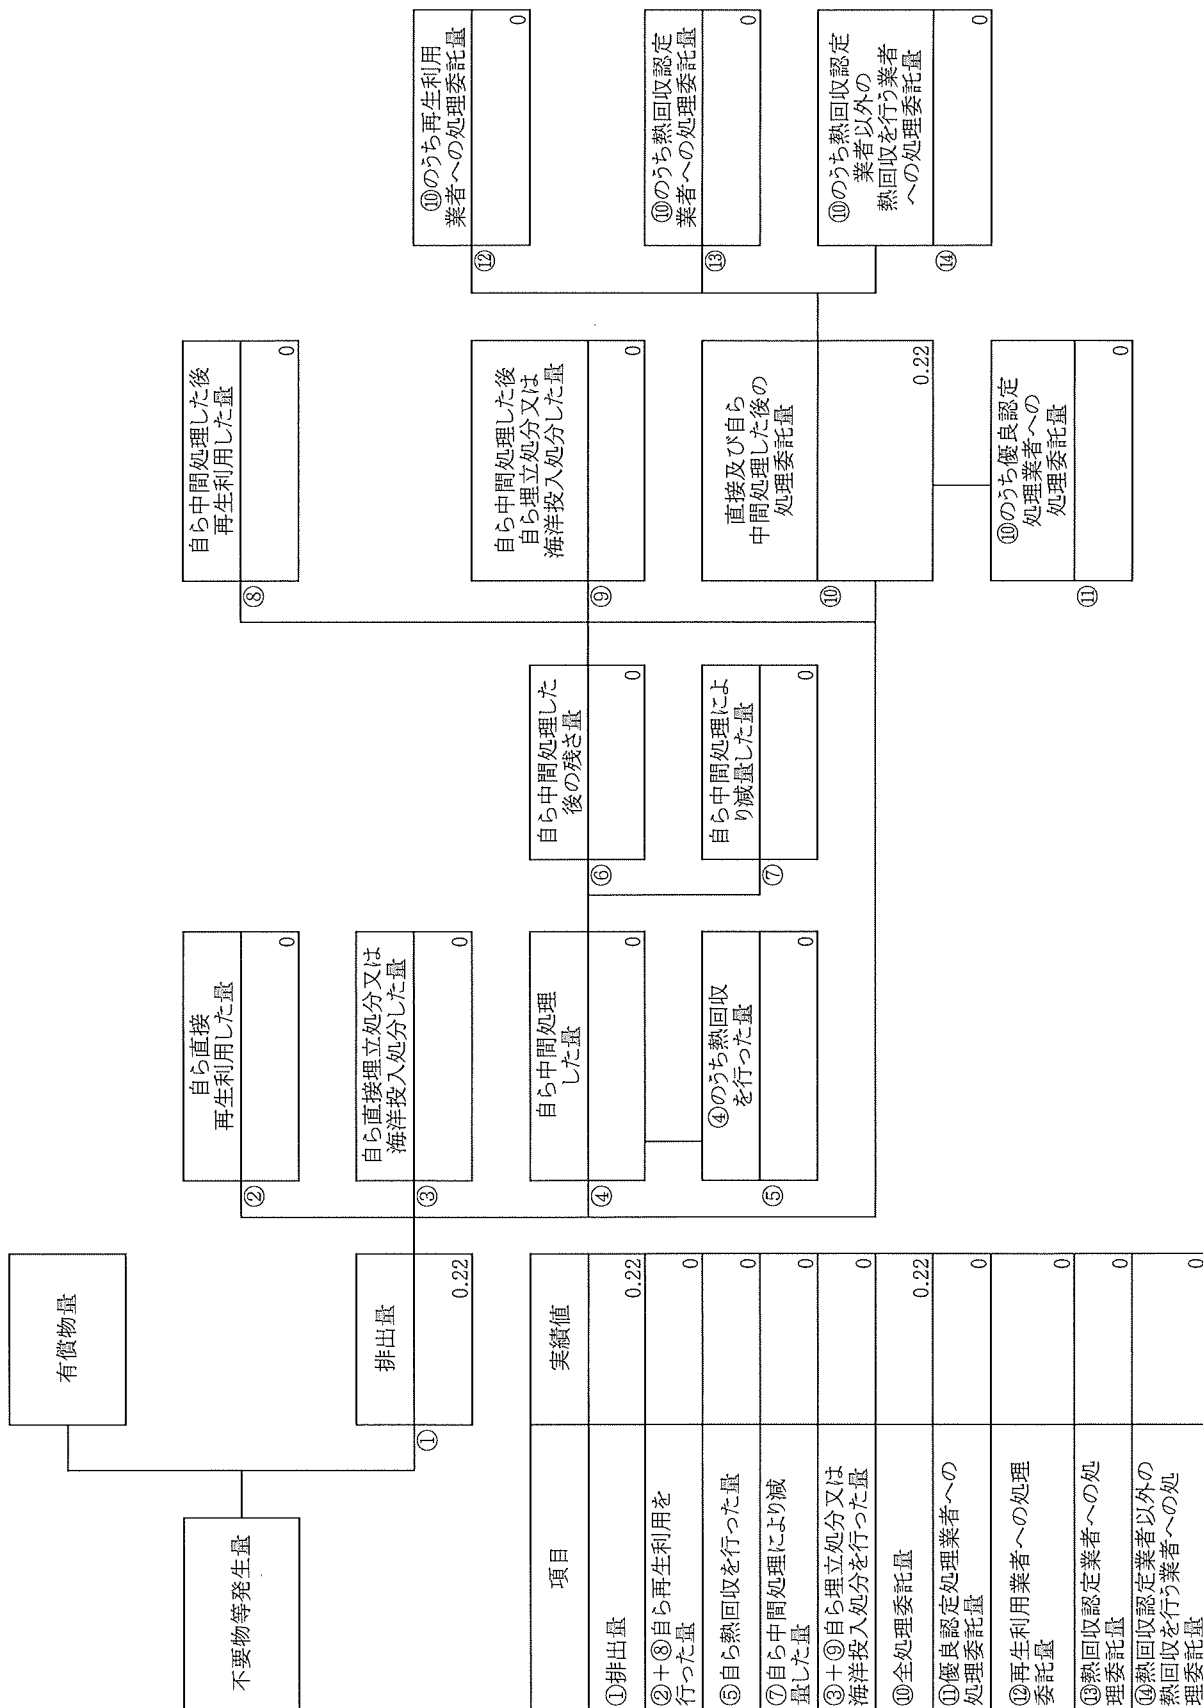 不要物等発生量
有償物量
①
排出量
0.22
②
自ら直接
再生利用した量
0
③
自ら直接埋立処分又は
海洋投入処分した量
0
④
自ら中間処理
した量
0
⑤
④のうち熱回収
を行った量
0
⑥
自ら中間処理した
後の残さ量
0
⑦
自ら中間処理によ
り減量した量
0
⑧
自ら中間処理した後
再生利用した量
0
⑨
自ら中間処理した後
自ら埋立処分又は
海洋投入処分した量
0
⑩
直接及び自ら
中間処理した後の
処理委託量
0.22
⑪
⑩のうち優良認定
処理業者への
処理委託量
0
⑫
⑩のうち再生利用
業者への処理委託量
0
⑬
⑩のうち熱回収認定
業者への処理委託量
0
⑭
⑩のうち熱回収認定
業者以外の
熱回収を行う業者
への処理委託量
0
項目 実績値
①排出量 0.22
②+⑧自ら再生利用を
行った量 0
⑤自ら熱回収を行った量 0
⑦自ら中間処理により減
量した量 0
③+⑨自ら埋立処分又は
海洋投入処分を行った量 0
⑩全処理委託量 0.22
⑪優良認定処理業者への
処理委託量 0
⑫再生利用業者への処理
委託量 0
⑬熱回収認定業者への処
理委託量 0
⑭熱回収認定業者以外の
熱回収を行う業者への処
理委託量 0